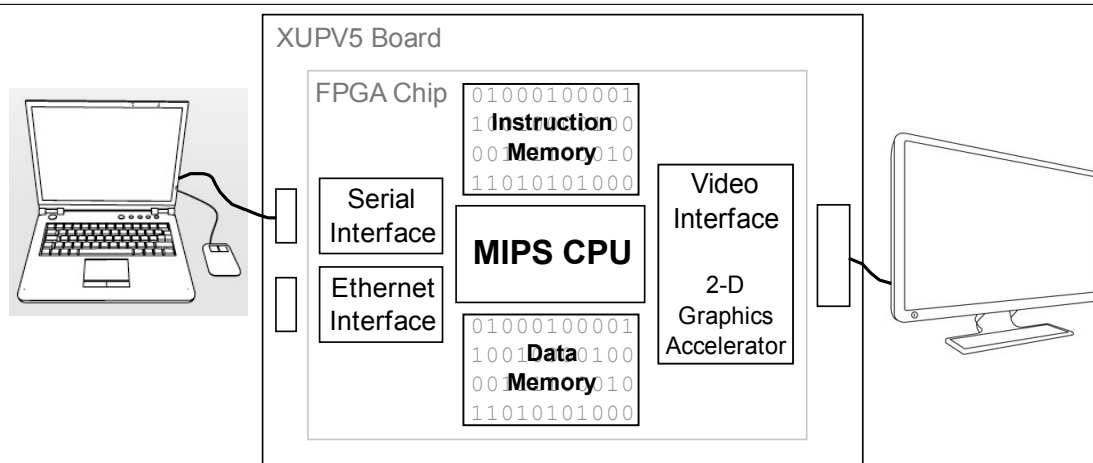 XUPV5 Board
FPGA Chip
01000100001
Instruction
Memory
11010101000
Serial
Interface
Ethernet
Interface
MIPS CPU
01000100001
Data
Memory
11010101000
Video
Interface
2-D
Graphics
Accelerator